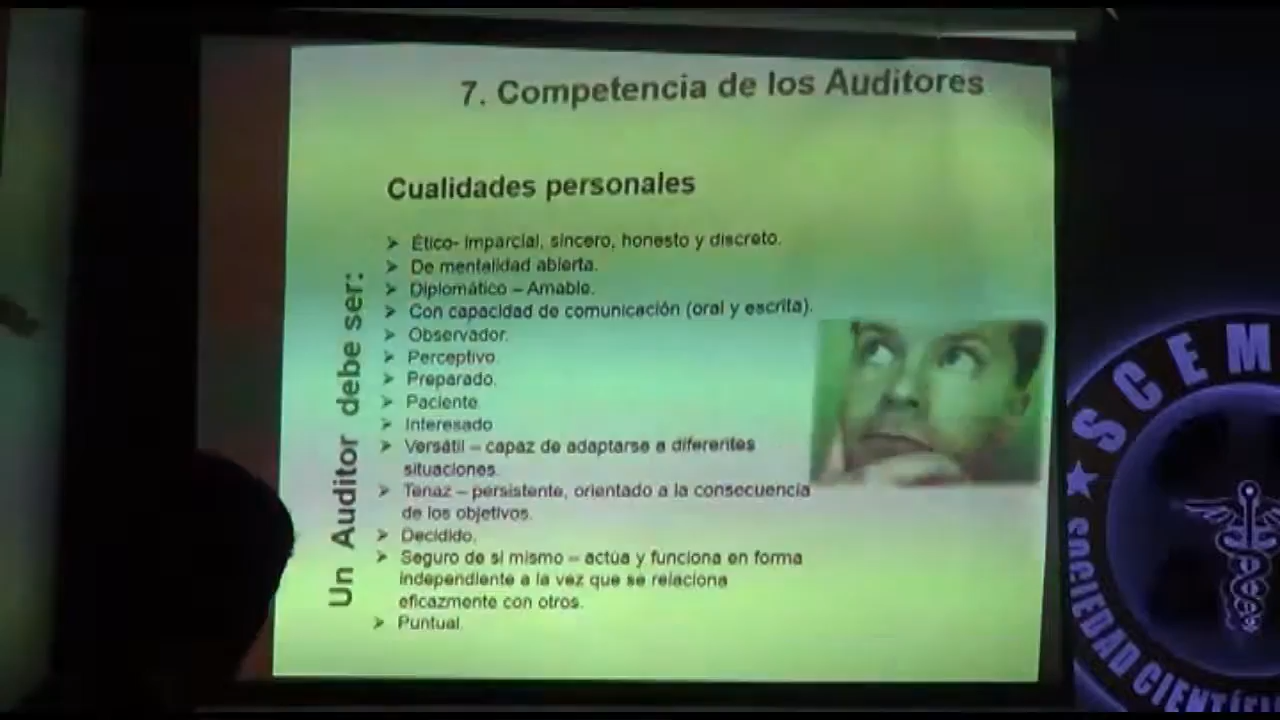 7. Competencia de los Auditores
Cualidades personales
Un Auditor debe ser:
➢ Ético- imparcial, sincero, honesto y discreto.
➢ De mentalidad abierta.
➢ Diplomático – Amable.
➢ Con capacidad de comunicación (oral y escrita).
➢ Observador.
➢ Perceptivo
➢ Preparado.
➢ Paciente
➢ Interesado
➢ Versátil – capaz de adaptarse a diferentes
situaciones.
➢ Tenaz – persistente, orientado a la consecuencia
de los objetivos.
➢ Decidido.
➢ Seguro de si mismo – actúa y funciona en forma
independiente a la vez que se relaciona
eficazmente con otros.
➢ Puntual
SCEM
SOCIEDAD